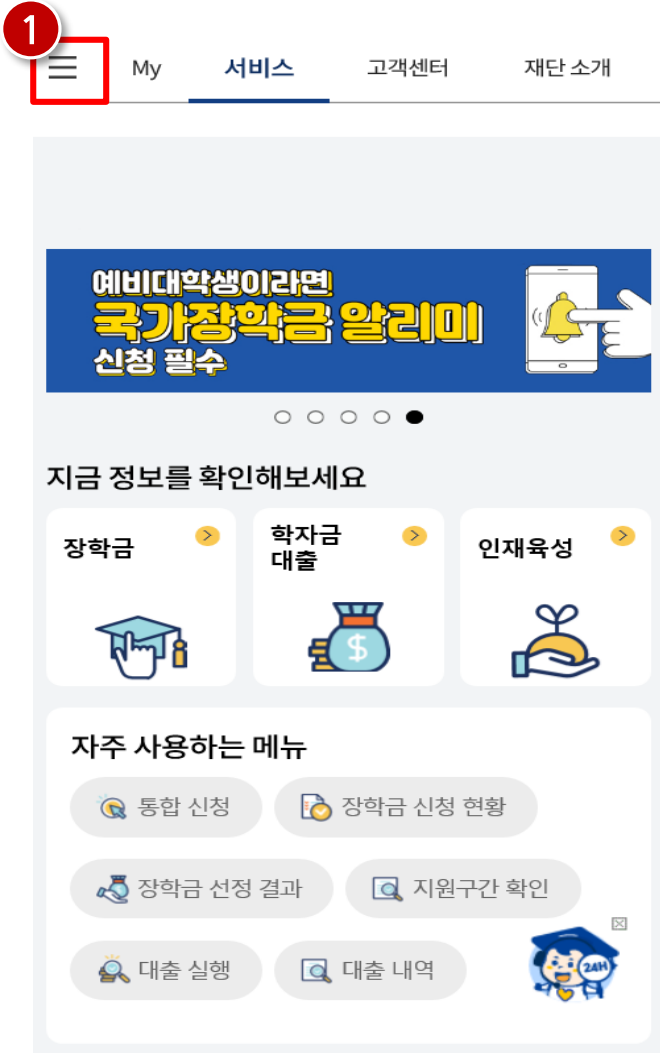 1
My 서비스 고객센터 재단 소개
예비대학생이라면
국가장학금 알리미
신청 필수
지금 정보를 확인해보세요
장학금
학자금
대출
인재육성
자주 사용하는 메뉴
통합 신청
장학금 신청 현황
장학금 선정 결과
지원구간 확인
대출 실행
대출 내역
24H